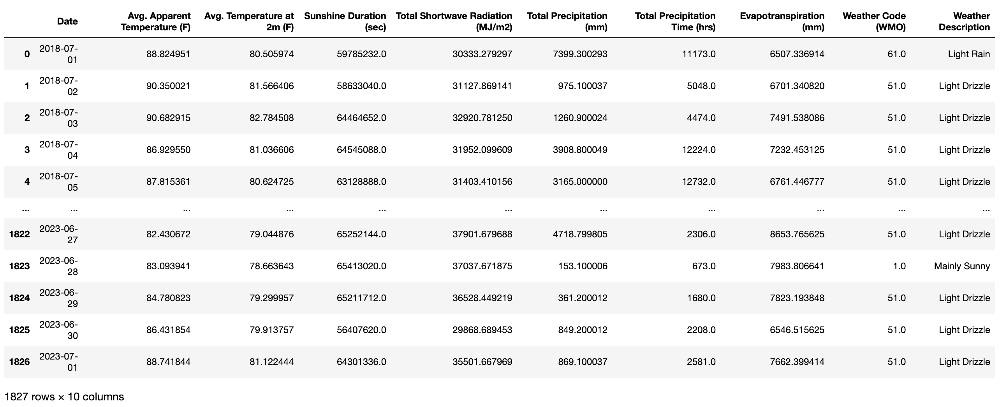 Date Avg. Apparent Temperature (F) Avg. Temperature at 2m (F) Sunshine Duration (sec) Total Shortwave Radiation (MJ/m2) Total Precipitation (mm) Total Precipitation Time (hrs) Evapotranspiration (mm) Weather Code (WMO) Weather Description
0 2018-07-01 88.824951 80.505974 59785232.0 30333.279297 7399.300293 11173.0 6507.336914 61.0 Light Rain
1 2018-07-02 90.350021 81.566406 58633040.0 31127.869141 975.100037 5048.0 6701.340820 51.0 Light Drizzle
2 2018-07-03 90.682915 82.784508 64464652.0 32920.781250 1260.900024 4474.0 7491.538086 51.0 Light Drizzle
3 2018-07-04 86.929550 81.036606 64545088.0 31952.099609 3908.800049 12224.0 7232.453125 51.0 Light Drizzle
4 2018-07-05 87.815361 80.624725 63128888.0 31403.410156 3165.000000 12732.0 6761.446777 51.0 Light Drizzle
... ... ... ... ... ... ... ... ... ... ...
1822 2023-06-27 82.430672 79.044876 65252144.0 37901.679688 4718.799805 2306.0 8653.765625 51.0 Light Drizzle
1823 2023-06-28 83.093941 78.663643 65413020.0 37037.671875 153.100006 673.0 7983.806641 1.0 Mainly Sunny
1824 2023-06-29 84.780823 79.299957 65211712.0 36528.449219 361.200012 1680.0 7823.193848 51.0 Light Drizzle
1825 2023-06-30 86.431854 79.913757 56407620.0 29868.689453 849.200012 2208.0 6546.515625 51.0 Light Drizzle
1826 2023-07-01 88.741844 81.122444 64301336.0 35501.667969 869.100037 2581.0 7662.399414 51.0 Light Drizzle
1827 rows × 10 columns